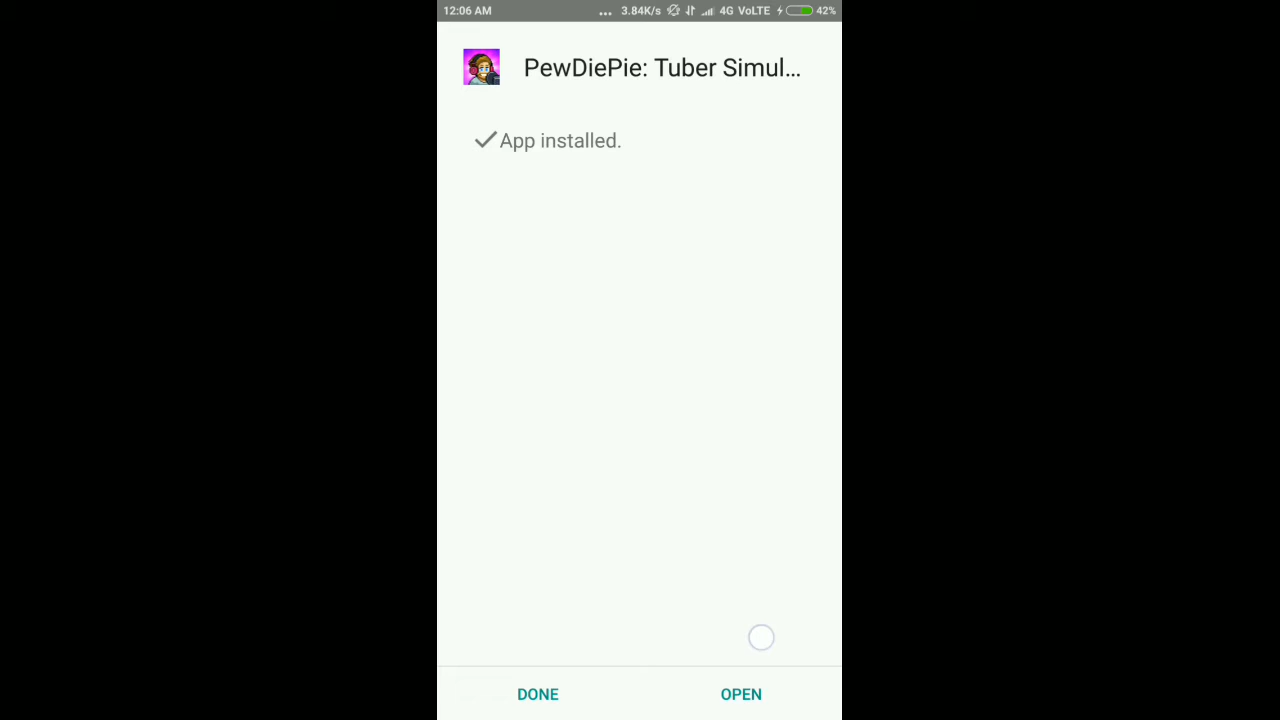 12:06 AM ... 3.84K/s 4G VoLTE 42%
PewDiePie: Tuber Simul...
App installed.
DONE OPEN